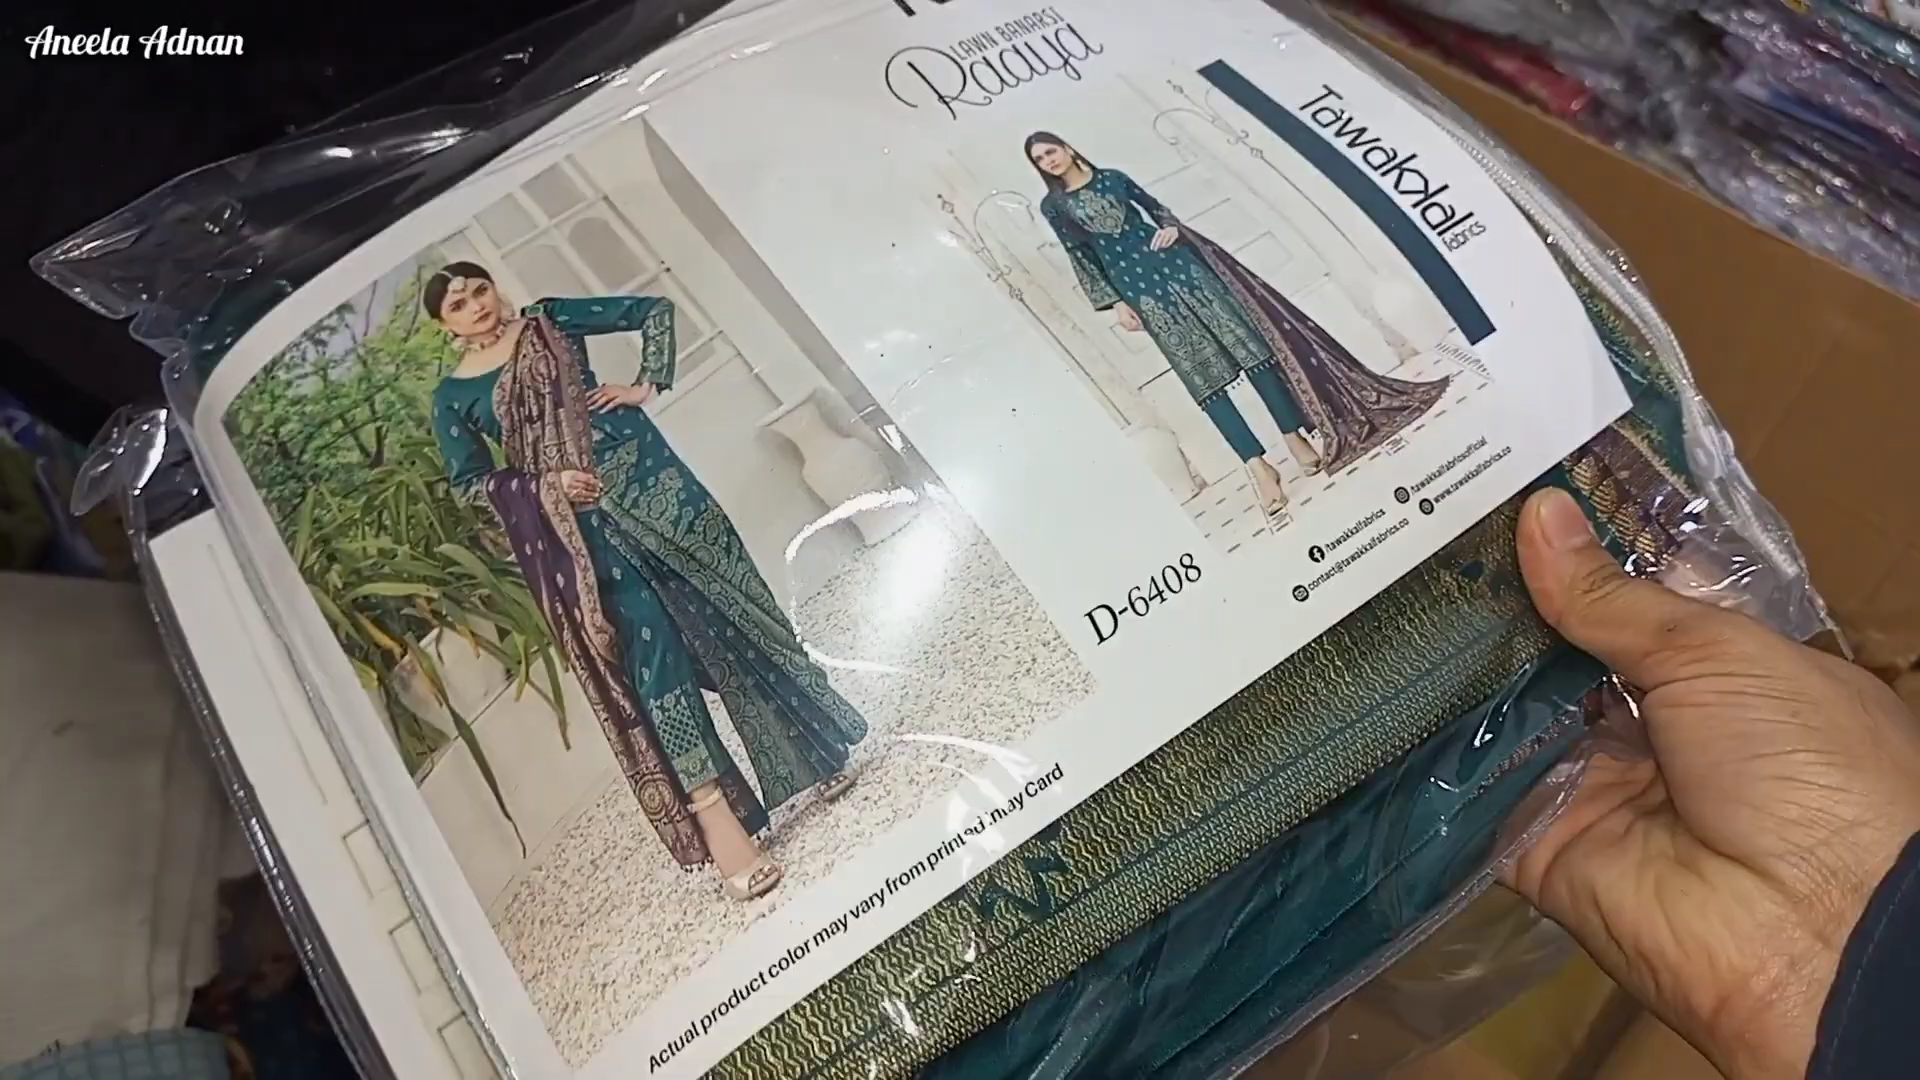 Aneela Adnan
LAWN BANARSI
Raaya
Tawakkal
fabrics
/tawakkalfabricsofficial
www.tawakkalfabrics.co
/tawakkalfabrics
contact@tawakkalfabrics.co
D-6408
Actual product color may vary from printed Card